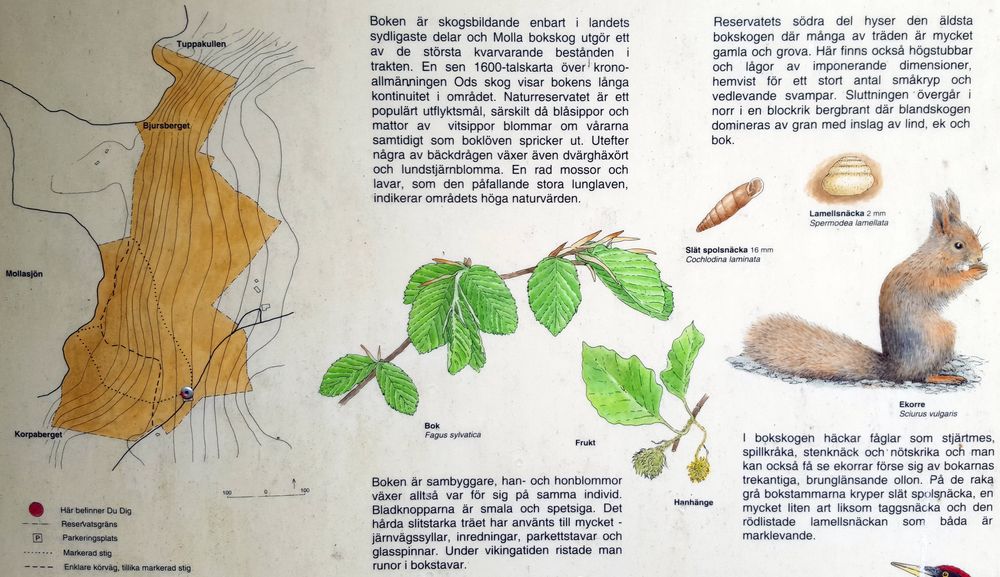 Tuppakullen
Bjursberget
Mollasjön
Korpaberget
100 0 100
Här befinner Du Dig
Reservatsgräns
P Parkeringsplats
Markerad stig
Enklare körväg, tillika markerad stig
Boken är skogsbildande enbart i landets
sydligaste delar och Molla bokskog utgör ett
av de största kvarvarande bestånden i
trakten. En sen 1600-talskarta över krono-
allmänningen Ods skog visar bokens långa
kontinuitet i området. Naturreservatet är ett
populärt utflyktsmål, särskilt då blåsippor och
mattor av vitsippor blommar om vårarna
samtidigt som boklöven spricker ut. Utefter
några av bäckdrågen växer även dvärghäxört
och lundstjärnblomma. En rad mossor och
lavar, som den påfallande stora lunglaven,
indikerar områdets höga naturvärden.
Bok
Fagus sylvatica
Frukt
Hanhänge
Boken är sambyggare, han- och honblommor
växer alltså var för sig på samma individ.
Bladknopparna är smala och spetsiga. Det
hårda slitstarka träet har använts till mycket -
järnvägssyllar, inredningar, parkettstavar och
glasspinnar. Under vikingatiden ristade man
runor i bokstavar.
Reservatets södra del hyser den äldsta
bokskogen där många av träden är mycket
gamla och grova. Här finns också högstubbar
och lågor av imponerande dimensioner,
hemvist för ett stort antal småkryp och
vedlevande svampar. Sluttningen övergår i
norr i en blockrik bergbrant där blandskogen
domineras av gran med inslag av lind, ek och
bok.
Slät spolsnäcka 16 mm
Cochlodina laminata
Lamellsnäcka 2 mm
Spermodea lamellata
Ekorre
Sciurus vulgaris
I bokskogen häckar fåglar som stjärtmes,
spillkråka, stenknäck och nötskrika och man
kan också få se ekorrar förse sig av bokarnas
trekantiga, brunglänsande ollon. På de raka
grå bokstammarna kryper slät spolsnäcka, en
mycket liten art liksom taggsnäcka och den
rödlistade lamellsnäckan som båda är
marklevande.